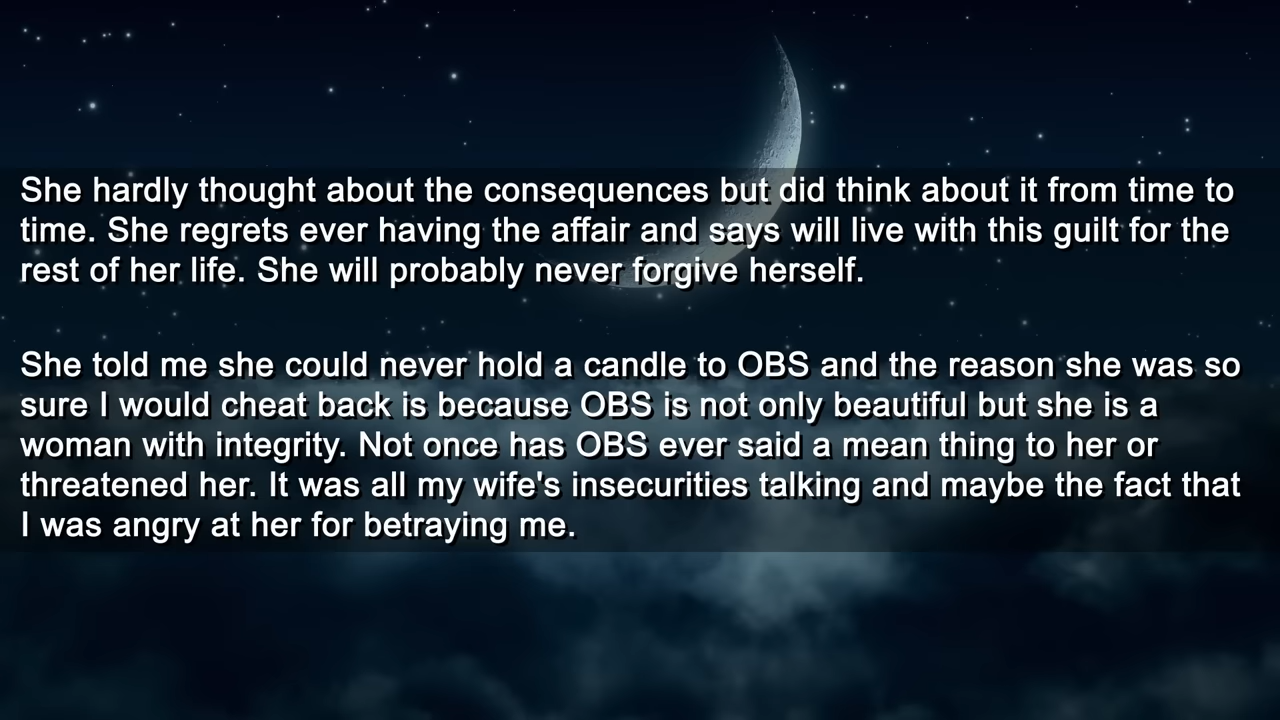 She hardly thought about the consequences but did think about it from time to
time. She regrets ever having the affair and says will live with this guilt for the
rest of her life. She will probably never forgive herself.
She told me she could never hold a candle to OBS and the reason she was so
sure I would cheat back is because OBS is not only beautiful but she is a
woman with integrity. Not once has OBS ever said a mean thing to her or
threatened her. It was all my wife's insecurities talking and maybe the fact that
I was angry at her for betraying me.